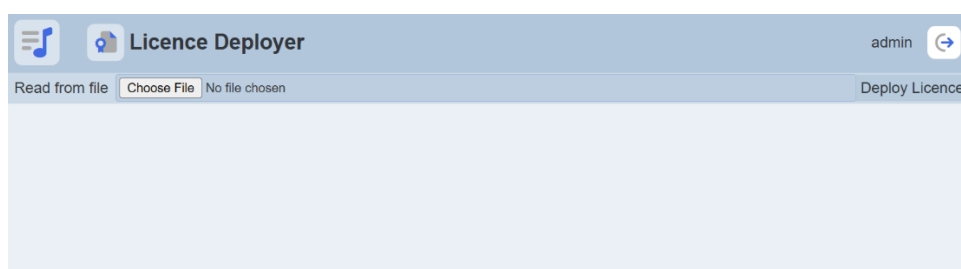 Licence Deployer admin
Read from file Choose File No file chosen Deploy Licence